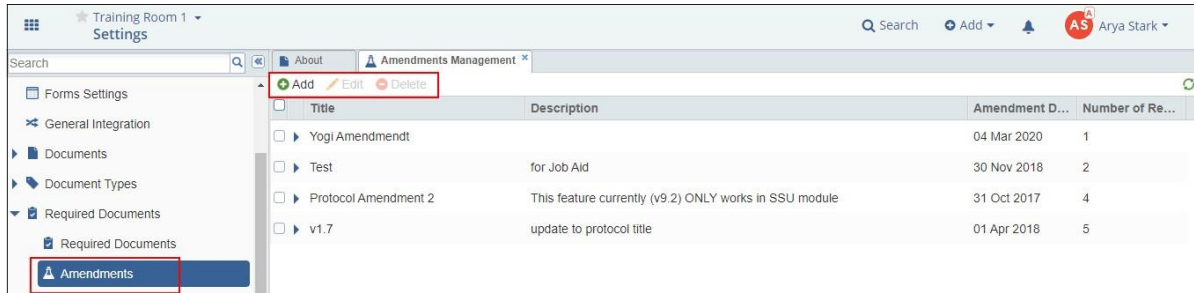 Training Room 1
Settings
Search
Add
A
AS
Arya Stark
Search
About
Amendments Management
Forms Settings
General Integration
Documents
Document Types
Required Documents
Required Documents
Amendments
Add Edit Delete
Title Description Amendment D... Number of Re...
Yogi Amendmendt 04 Mar 2020 1
Test for Job Aid 30 Nov 2018 2
Protocol Amendment 2 This feature currently (v9.2) ONLY works in SSU module 31 Oct 2017 4
v1.7 update to protocol title 01 Apr 2018 5